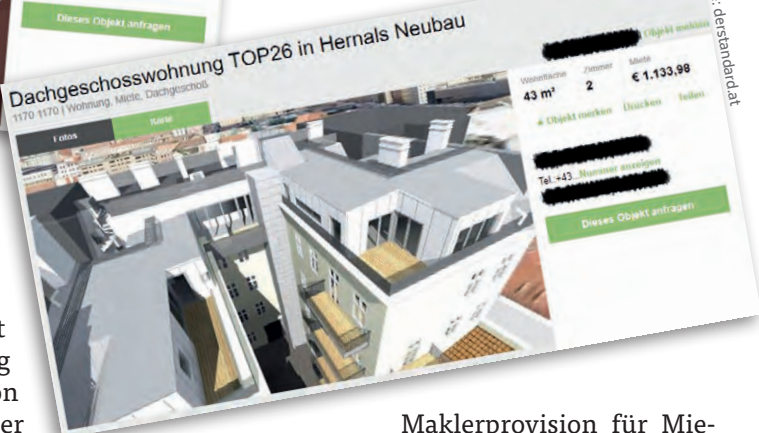 Dieses Objekt anfragen
: derstandard.at
Dachgeschosswohnung TOP26 in Hernals Neubau
1170 1170 | Wohnung, Miete, Dachgeschoß
Fotos
Karte
Objekt merken
Wohnfläche Zimmer Miete
43 m² 2 € 1.133,98
Objekt merken Drucken Teilen
Tel.:+43...Nummer anzeigen
Dieses Objekt anfragen
t
g
on
er
Maklerprovision für Mie-